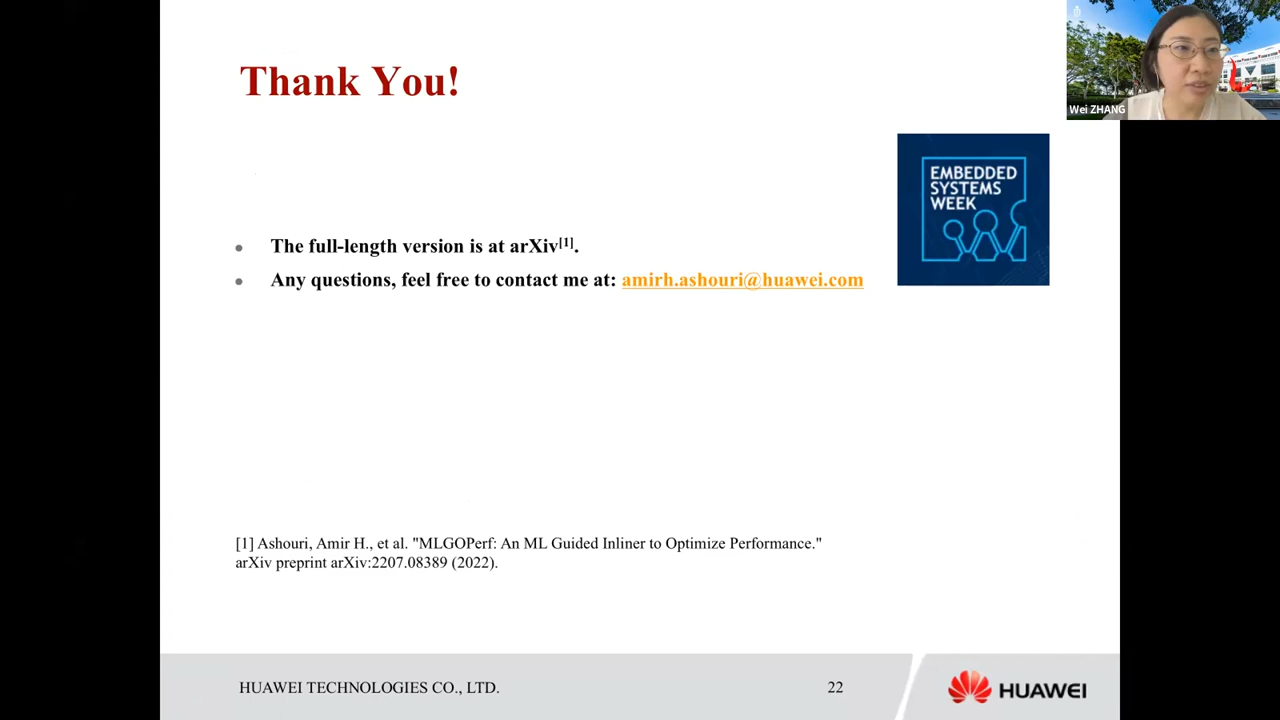 Thank You!
Wei ZHANG
EMBEDDED
SYSTEMS
WEEK
• The full-length version is at arXiv[1].
• Any questions, feel free to contact me at: amirh.ashouri@huawei.com
[1] Ashouri, Amir H., et al. "MLGOPerf: An ML Guided Inliner to Optimize Performance."
arXiv preprint arXiv:2207.08389 (2022).
HUAWEI TECHNOLOGIES CO., LTD.
22
HUAWEI